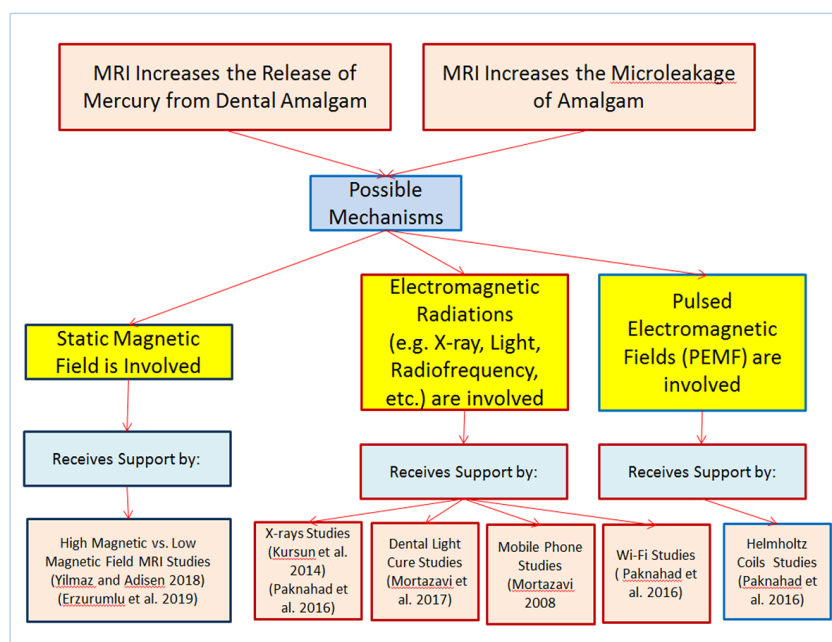 MRI Increases the Release of
Mercury from Dental Amalgam
MRI Increases the Microleakage
of Amalgam
Possible
Mechanisms
Static Magnetic
Field is Involved
Electromagnetic
Radiations
(e.g. X-ray, Light,
Radiofrequency,
etc.) are involved
Pulsed
Electromagnetic
Fields (PEMF) are
involved
Receives Support by:
Receives Support by:
Receives Support by:
High Magnetic vs. Low
Magnetic Field MRI Studies
(Yilmaz and Adisen 2018)
(Erzurumlu et al. 2019)
X-rays Studies
(Kursun et al.
2014)
(Paknahad et
al. 2016)
Dental Light
Cure Studies
(Mortazavi et
al. 2017)
Mobile Phone
Studies
(Mortazavi
2008
Wi-Fi Studies
( Paknahad et
al. 2016)
Helmholtz
Coils Studies
(Paknahad et
al. 2016)